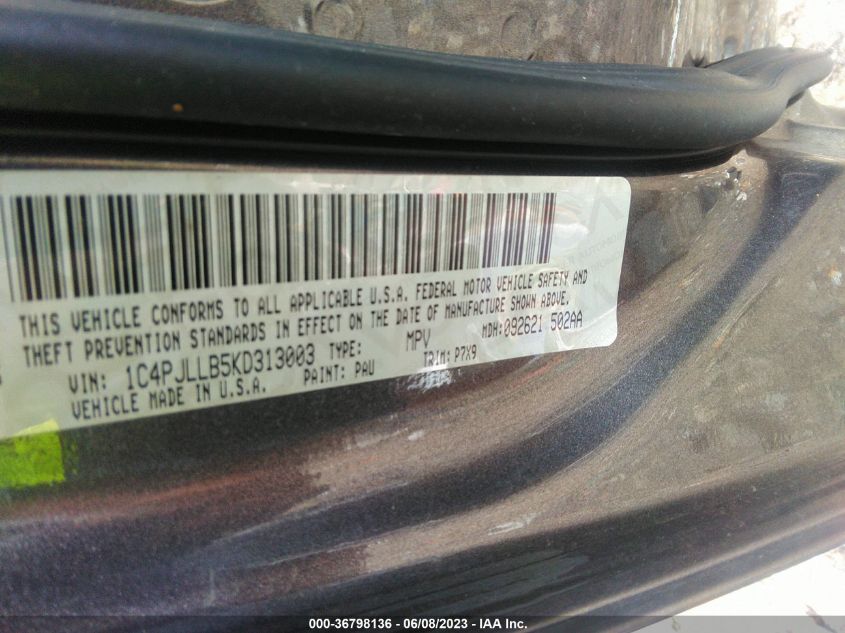 THIS VEHICLE CONFORMS TO ALL APPLICABLE U.S.A. FEDERAL MOTOR VEHICLE SAFETY AND
THEFT PREVENTION STANDARDS IN EFFECT ON THE DATE OF MANUFACTURE SHOWN ABOVE.
VIN: 1C4PJLLB5KD313003 TYPE: MPV MDH:092621 502AA
VEHICLE MADE IN U.S.A. PAINT: PAU TRIM: P7X9
000-36798136 - 06/08/2023 - IAA Inc.